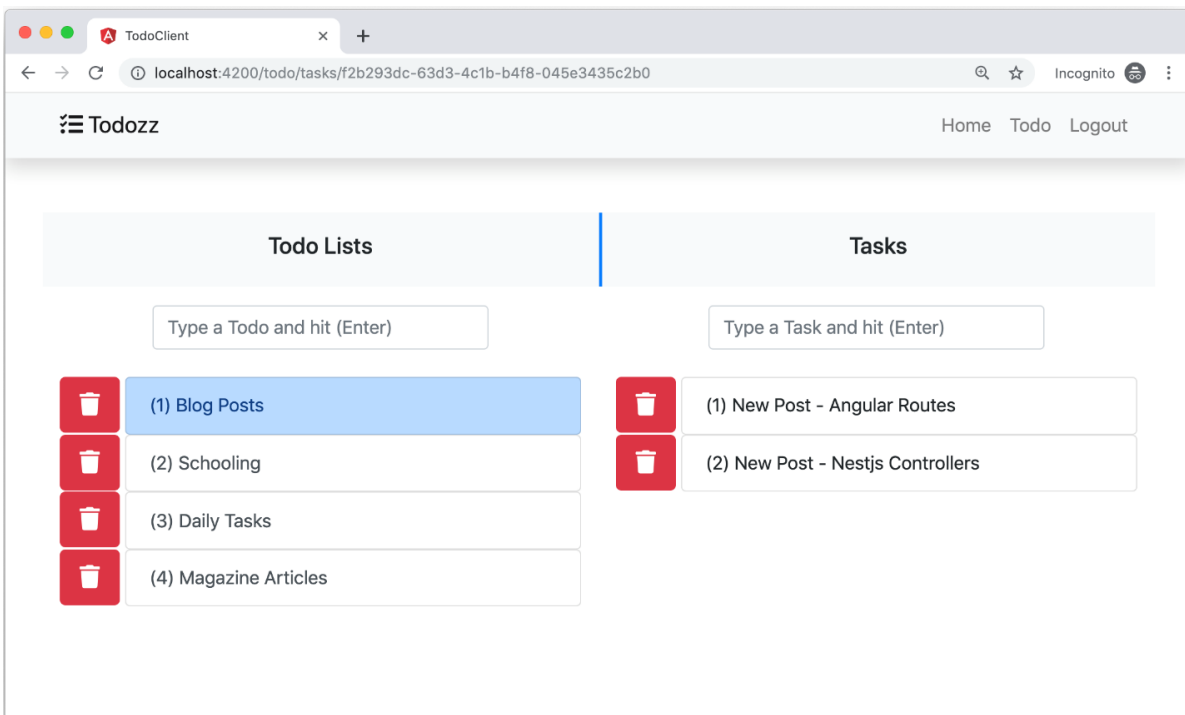 TodoClient
localhost:4200/todo/tasks/f2b293dc-63d3-4c1b-b4f8-045e3435c2b0
Incognito
Todozz
Home Todo Logout
Todo Lists
Tasks
Type a Todo and hit (Enter)
Type a Task and hit (Enter)
(1) Blog Posts
(1) New Post - Angular Routes
(2) Schooling
(2) New Post - Nestjs Controllers
(3) Daily Tasks
(4) Magazine Articles